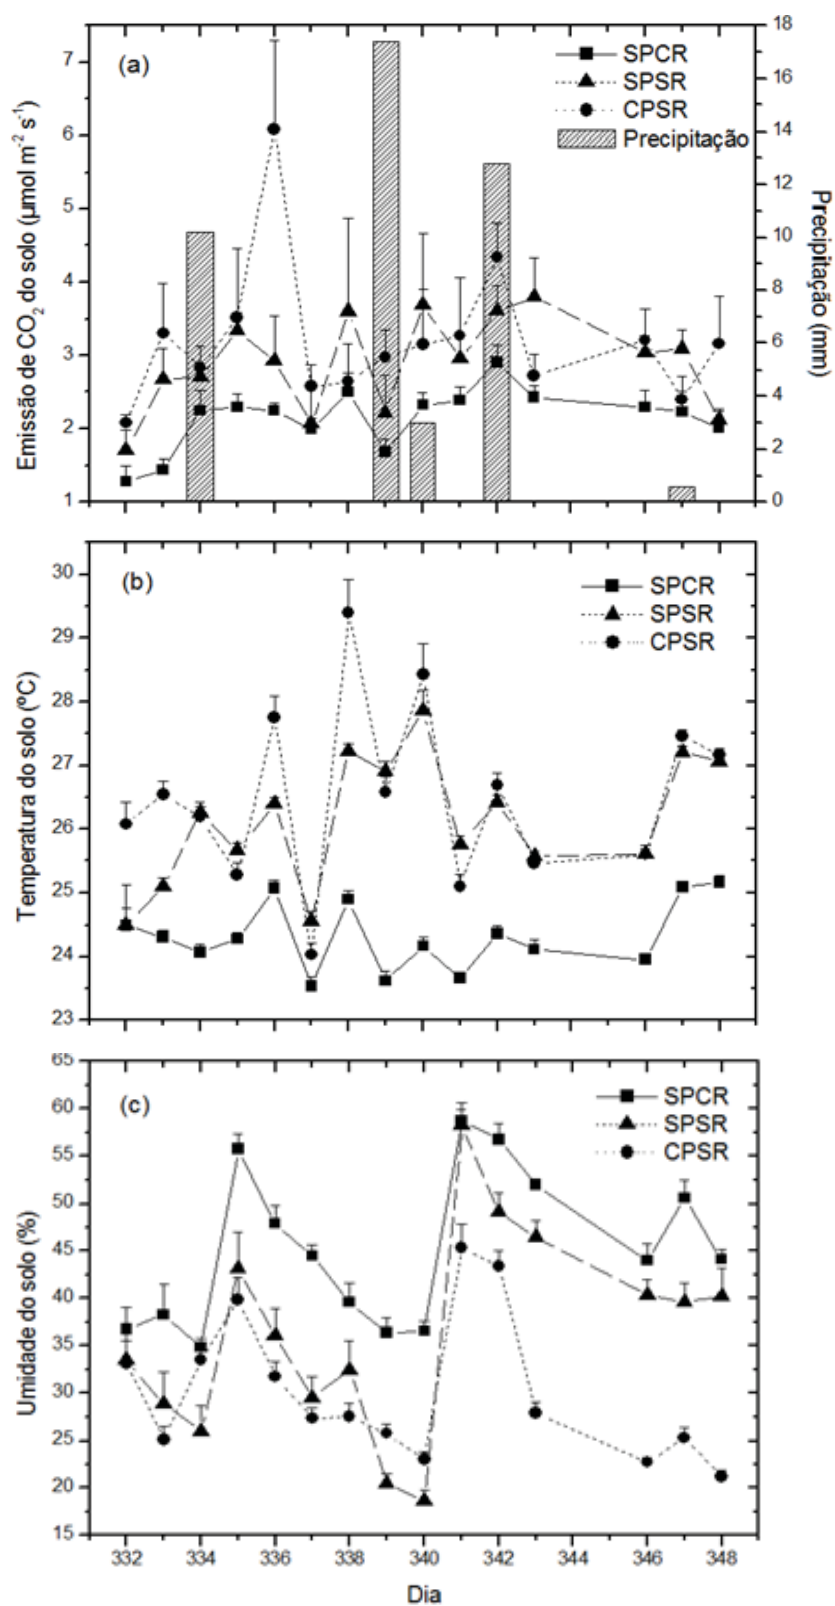 (a)
SPCR
SPSR
CPSR
Precipitação
7
6
5
4
3
2
1
18
16
14
12
10
8
6
4
2
0
Emissão de CO₂ do solo (µmol m⁻² s⁻¹)
Precipitação (mm)
(b)
SPCR
SPSR
CPSR
30
29
28
27
26
25
24
23
Temperatura do solo (ºC)
(c)
SPCR
SPSR
CPSR
65
60
55
50
45
40
35
30
25
20
15
Umidade do solo (%)
332 334 336 338 340 342 344 346 348
Dia